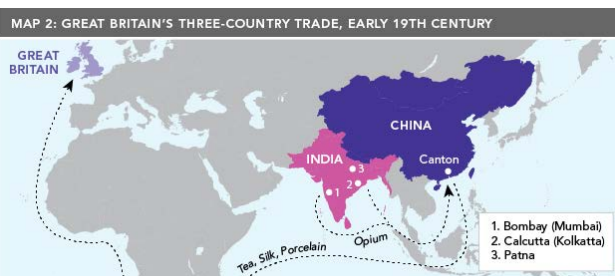 MAP 2: GREAT BRITAIN'S THREE-COUNTRY TRADE, EARLY 19TH CENTURY
GREAT
BRITAIN
CHINA
INDIA
Canton
3
2
1
1. Bombay (Mumbai)
2. Calcutta (Kolkatta)
3. Patna
Opium
Tea, Silk, Porcelain